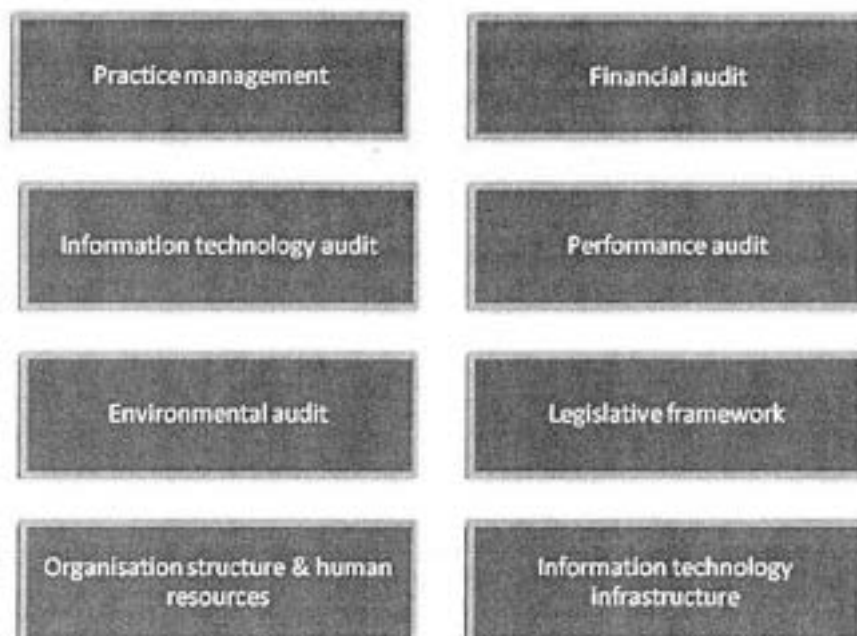 Practice management
Financial audit
Information technology audit
Performance audit
Environmental audit
Legislative framework
Organisation structure & human
resources
Information technology
infrastructure